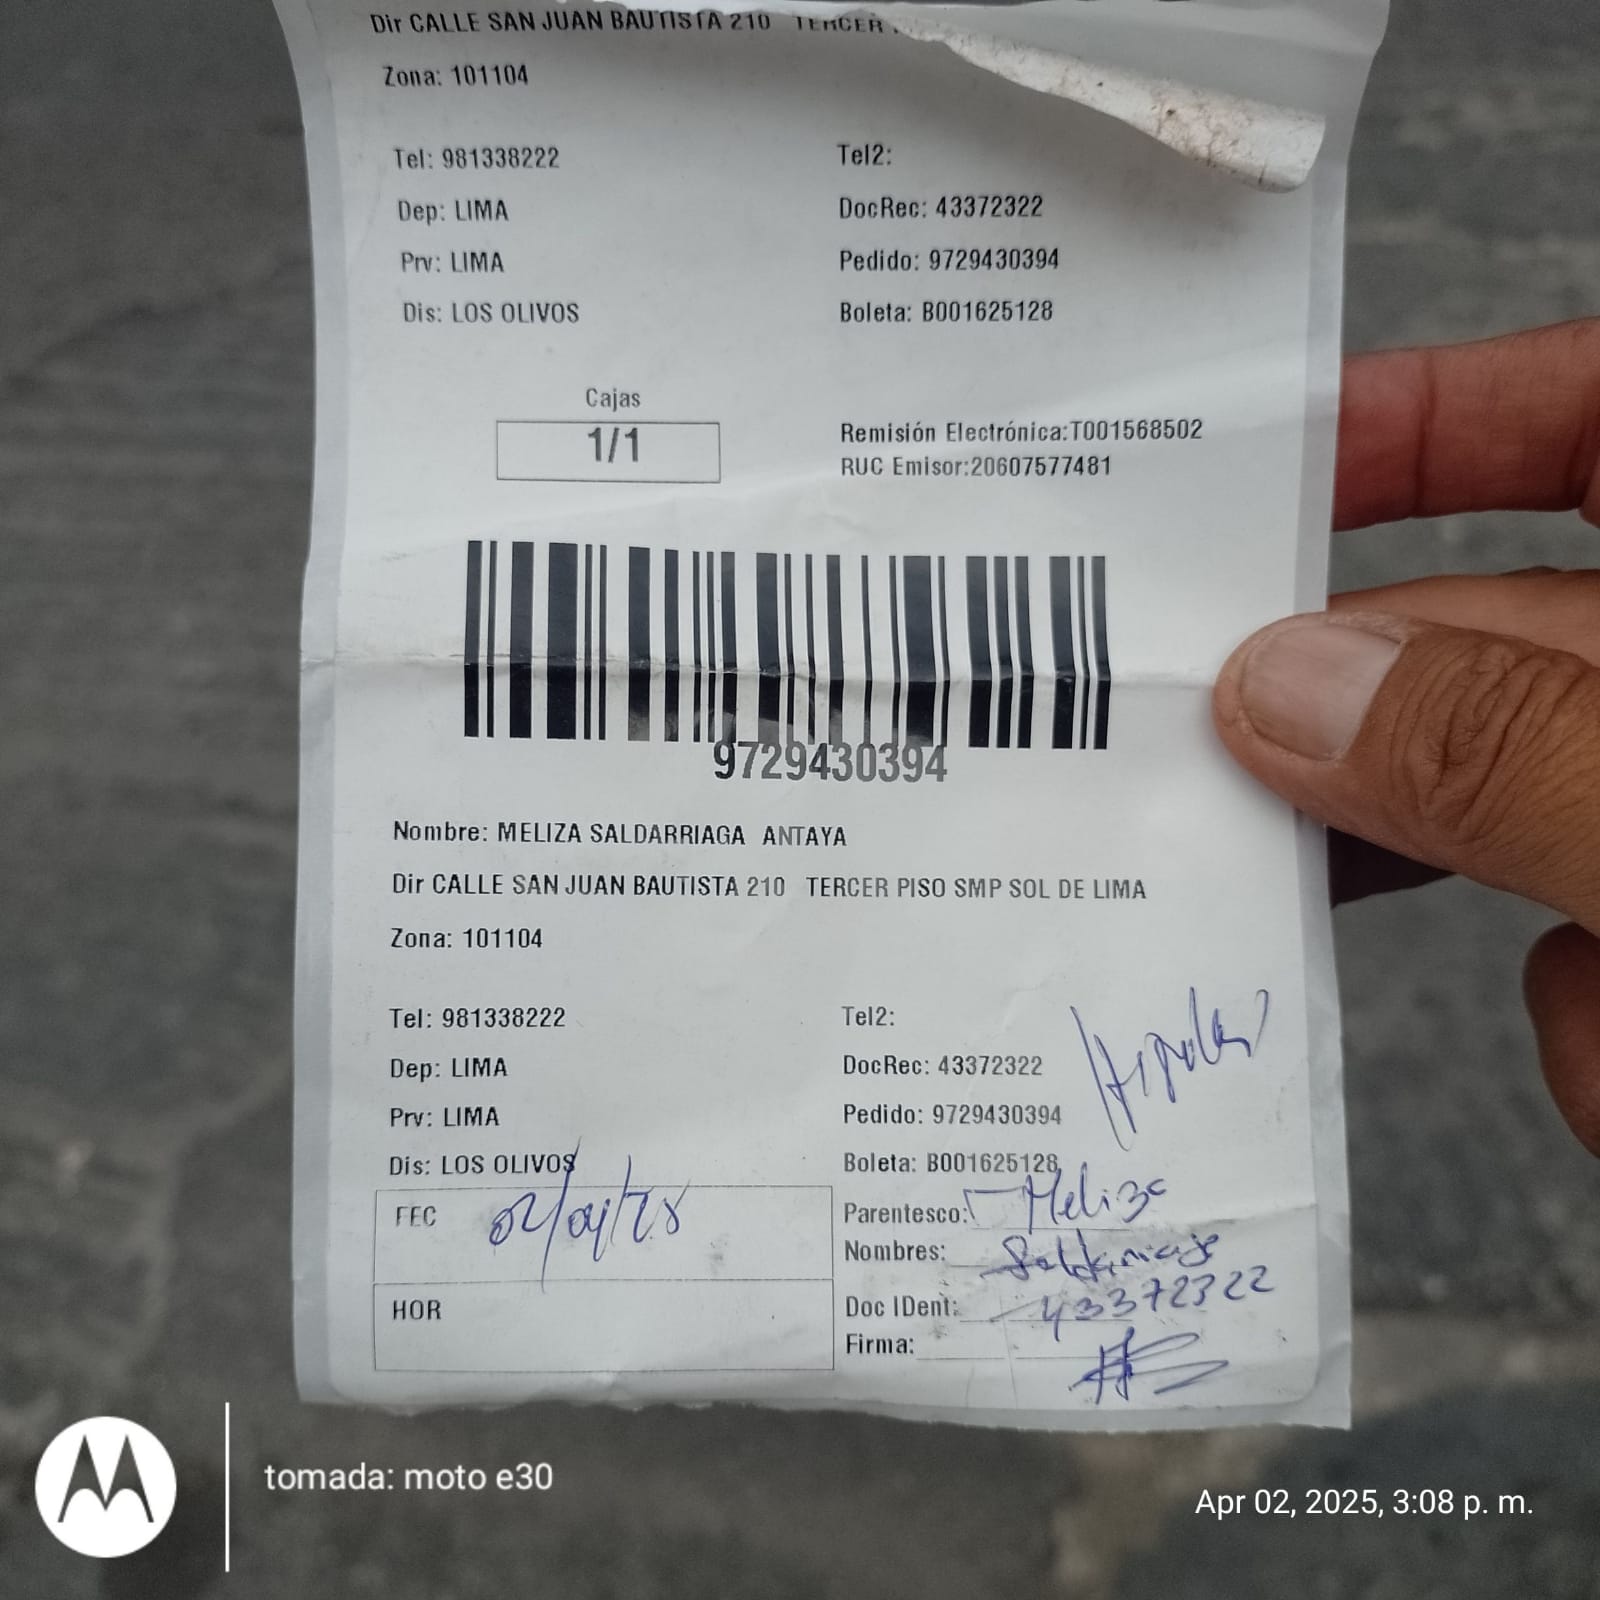 Dir CALLE SAN JUAN BAUTISTA 210 TERCER
Zona: 101104
Tel: 981338222 Tel2:
Dep: LIMA DocRec: 43372322
Prv: LIMA Pedido: 9729430394
Dis: LOS OLIVOS Boleta: B001625128
Cajas
1/1
Remisión Electrónica:T001568502
RUC Emisor:20607577481
9729430394
Nombre: MELIZA SALDARRIAGA ANTAYA
Dir CALLE SAN JUAN BAUTISTA 210 TERCER PISO SMP SOL DE LIMA
Zona: 101104
Tel: 981338222 Tel2:
Dep: LIMA DocRec: 43372322
Prv: LIMA Pedido: 9729430394
Dis: LOS OLIVOS Boleta: B001625128
FEC
Parentesco: Meliza
Nombres:
HOR
Doc IDent: 43372322
Firma:
tomada: moto e30
Apr 02, 2025, 3:08 p. m.